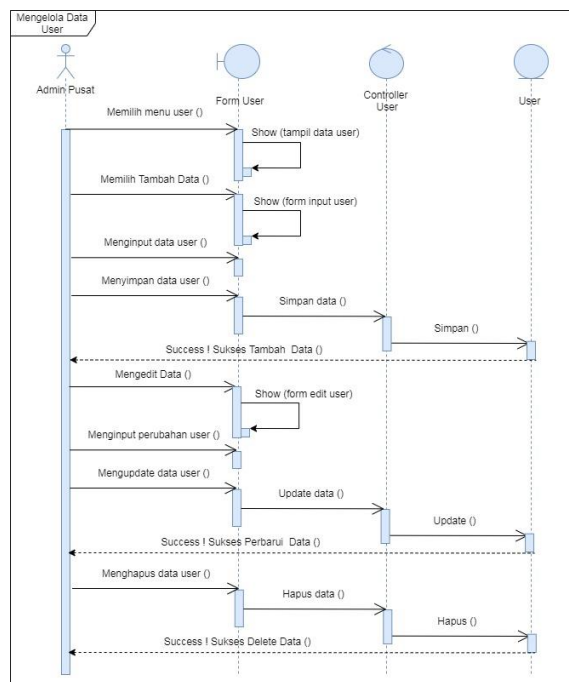 Mengelola Data
User
Admin Pusat
Form User
Controller
User
User
Memilih menu user ()
Show (tampil data user)
Memilih Tambah Data ()
Show (form input user)
Menginput data user ()
Menyimpan data user ()
Simpan data ()
Simpan ()
Success ! Sukses Tambah Data ()
Mengedit Data ()
Show (form edit user)
Menginput perubahan user ()
Mengupdate data user ()
Update data ()
Update ()
Success ! Sukses Perbarui Data ()
Menghapus data user ()
Hapus data ()
Hapus ()
Success ! Sukses Delete Data ()